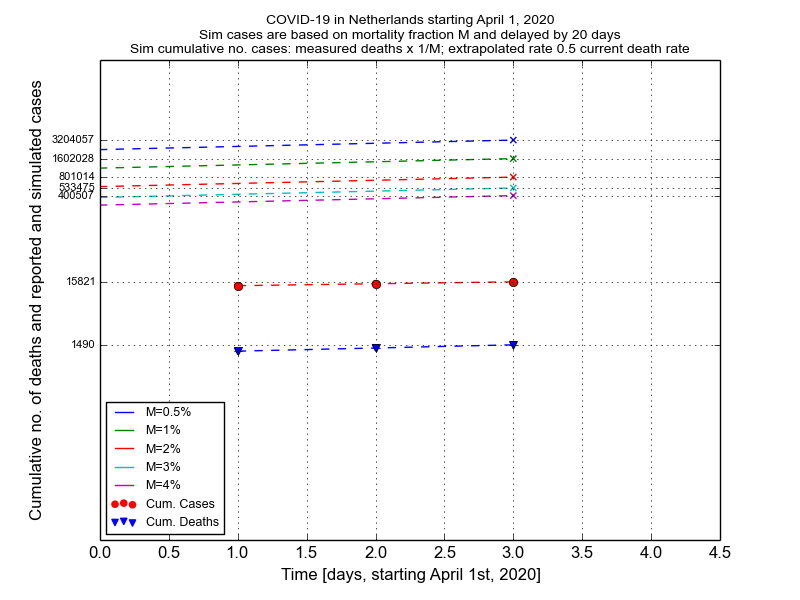 COVID-19 in Netherlands starting April 1, 2020
Sim cases are based on mortality fraction M and delayed by 20 days
Sim cumulative no. cases: measured deaths x 1/M; extrapolated rate 0.5 current death rate
Cumulative no. of deaths and reported and simulated cases
3204057
1602028
801014
533475
400507
15821
1490
M=0.5%
M=1%
M=2%
M=3%
M=4%
Cum. Cases
Cum. Deaths
0.0 0.5 1.0 1.5 2.0 2.5 3.0 3.5 4.0 4.5
Time [days, starting April 1st, 2020]